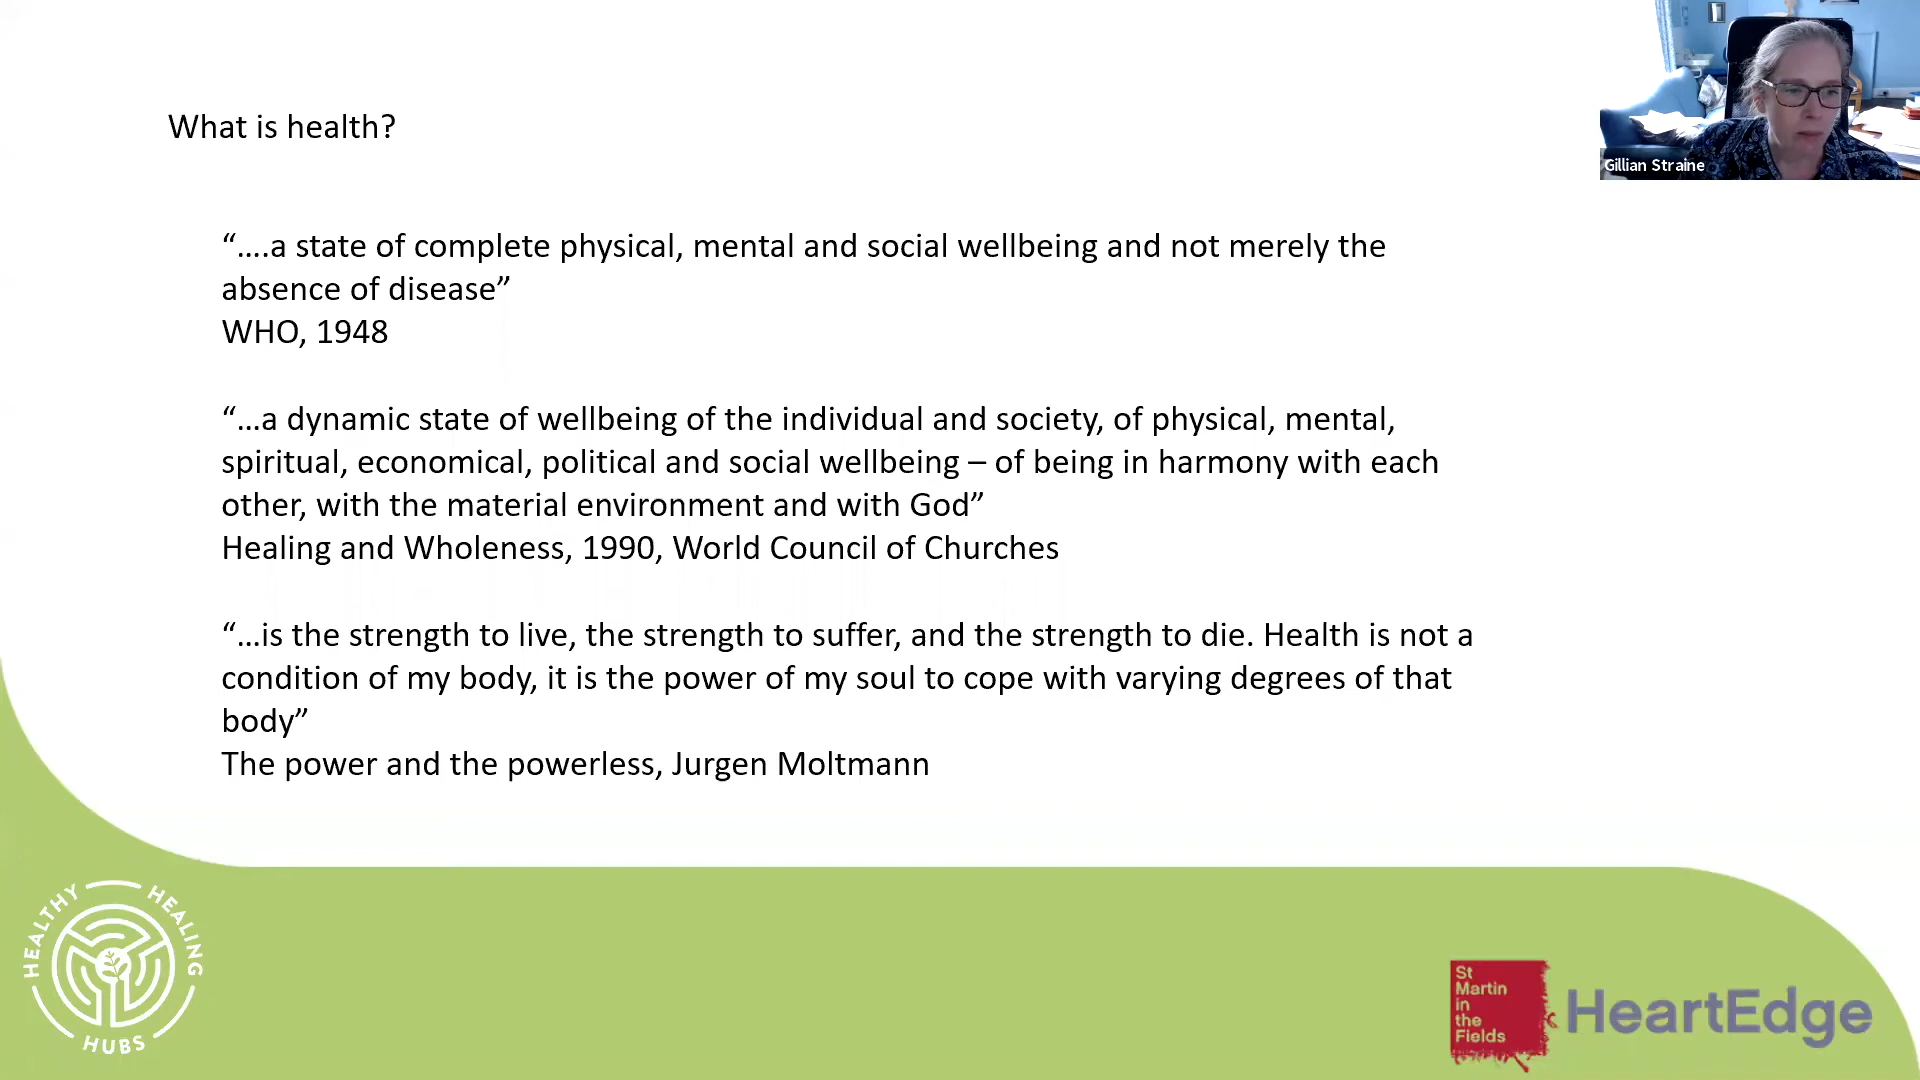 What is health?
“....a state of complete physical, mental and social wellbeing and not merely the
absence of disease”
WHO, 1948
“...a dynamic state of wellbeing of the individual and society, of physical, mental,
spiritual, economical, political and social wellbeing – of being in harmony with each
other, with the material environment and with God”
Healing and Wholeness, 1990, World Council of Churches
“...is the strength to live, the strength to suffer, and the strength to die. Health is not a
condition of my body, it is the power of my soul to cope with varying degrees of that
body”
The power and the powerless, Jurgen Moltmann
Gillian Straine
HEALTHY HEALING
HUBS
St
Martin
in
the
Fields
HeartEdge